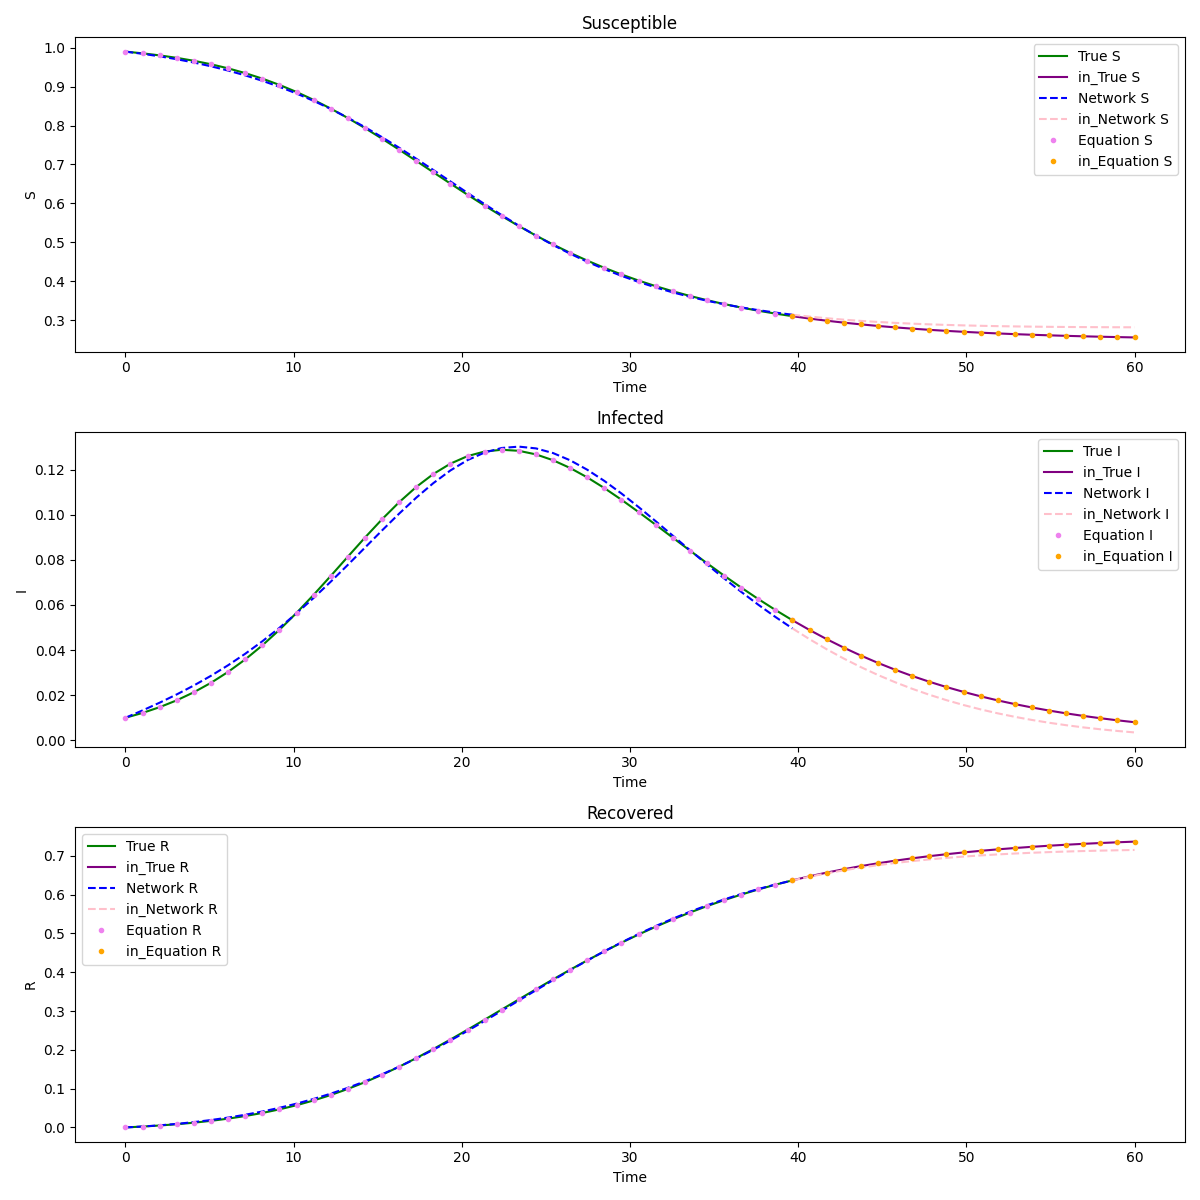 Susceptible
1.0
0.9
0.8
0.7
0.6
0.5
0.4
0.3
S
True S
in_True S
Network S
in_Network S
Equation S
in_Equation S
0 10 20 30 40 50 60
Time
Infected
0.12
0.10
0.08
0.06
0.04
0.02
0.00
I
True I
in_True I
Network I
in_Network I
Equation I
in_Equation I
0 10 20 30 40 50 60
Time
Recovered
0.7
0.6
0.5
0.4
0.3
0.2
0.1
0.0
R
True R
in_True R
Network R
in_Network R
Equation R
in_Equation R
0 10 20 30 40 50 60
Time